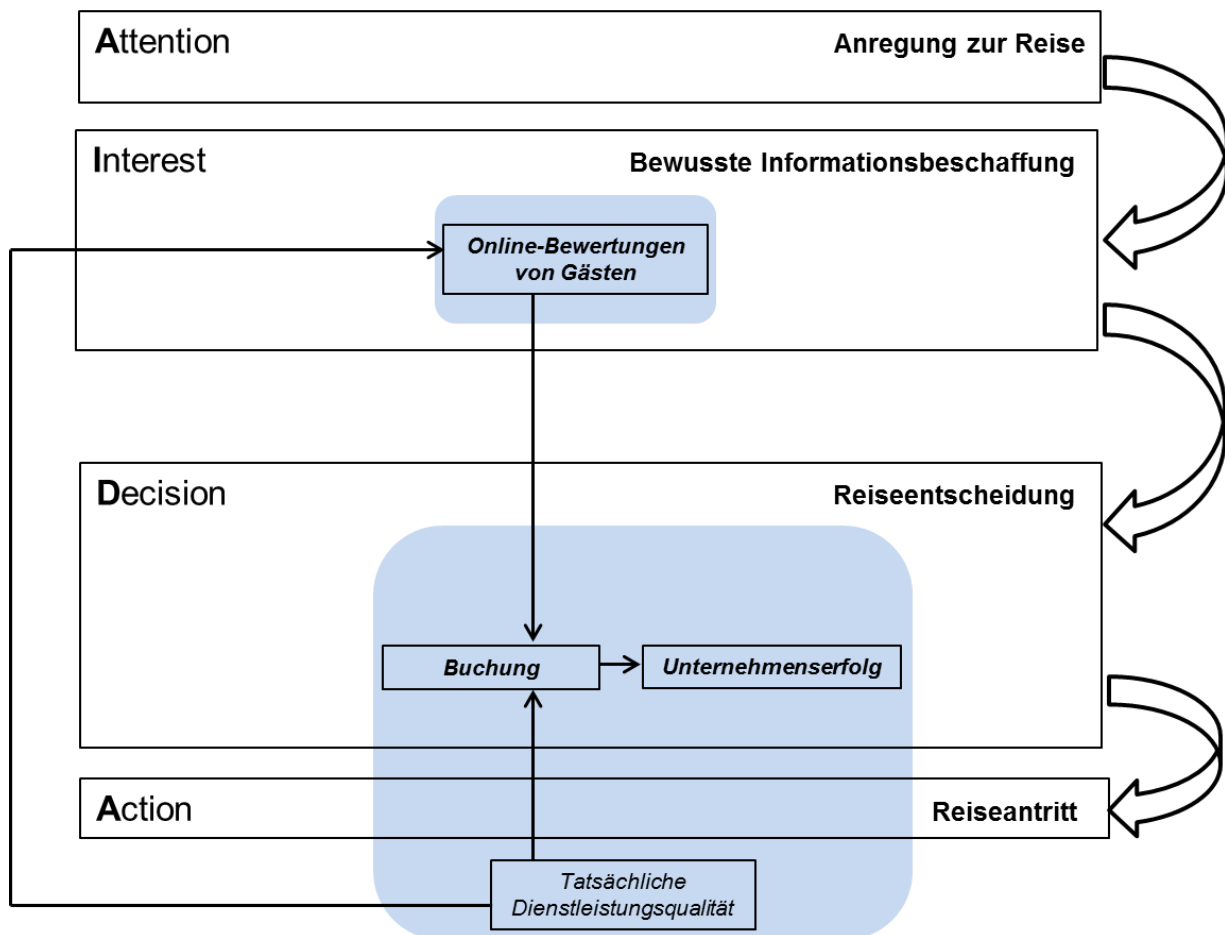 Attention
Anregung zur Reise
Interest
Bewusste Informationsbeschaffung
Online-Bewertungen
von Gästen
Decision
Reiseentscheidung
Buchung
Unternehmenserfolg
Action
Reiseantritt
Tatsächliche
Dienstleistungsqualität